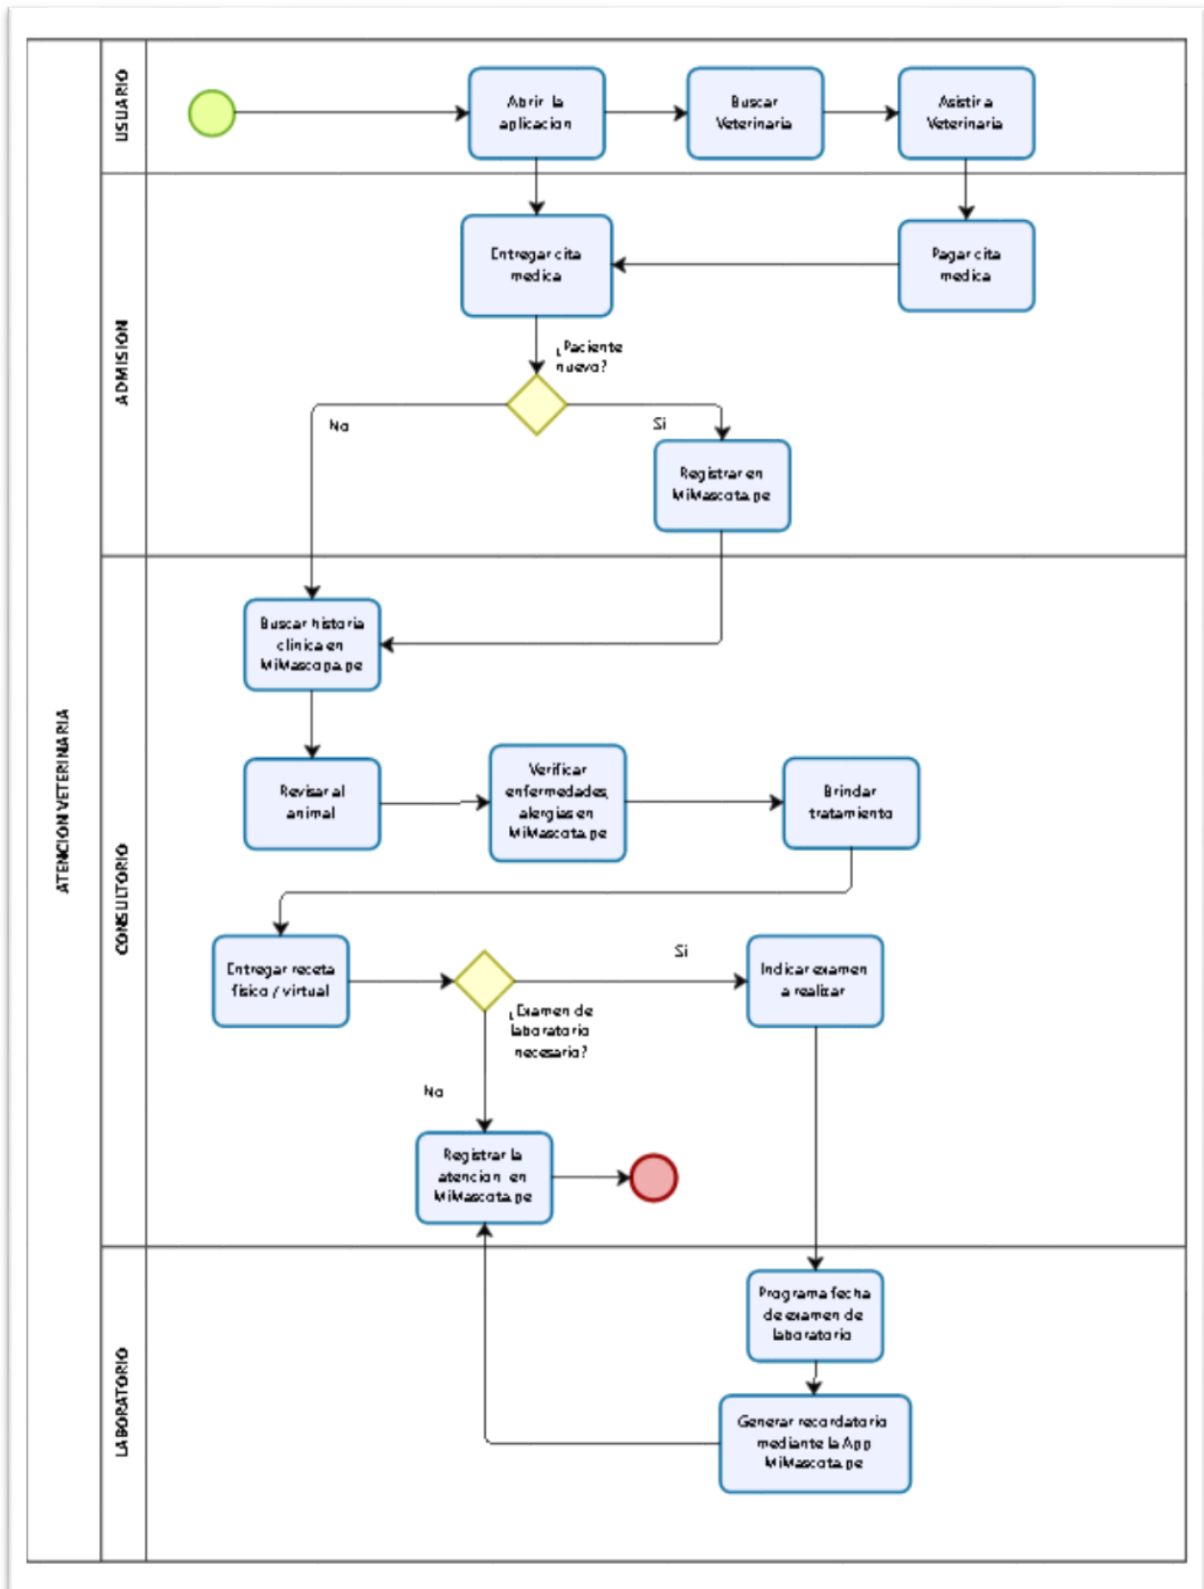 ATENCION VETERINARIA
USUARIO
Abrir la
aplicacion
Buscar
Veterinaria
Asistir a
Veterinaria
ADMISION
Entregar cita
medica
Pagar cita
medica
¿Paciente
nuevo?
No
Si
Registrar en
MiMascota.pe
CONSULTORIO
Buscar historia
clinica en
MiMascopa.pe
Revisar al
animal
Verificar
enfermedades,
alergias en
MiMascota.pe
Brindar
tratamiento
Entregar receta
fisica / virtual
Si
Indicar examen
a realizar
¿Examen de
laboratorio
necesario?
No
Registrar la
atencion en
MiMascota.pe
LABORATORIO
Programa fecha
de examen de
laboratorio
Generar recordatorio
mediante la App
MiMascota.pe